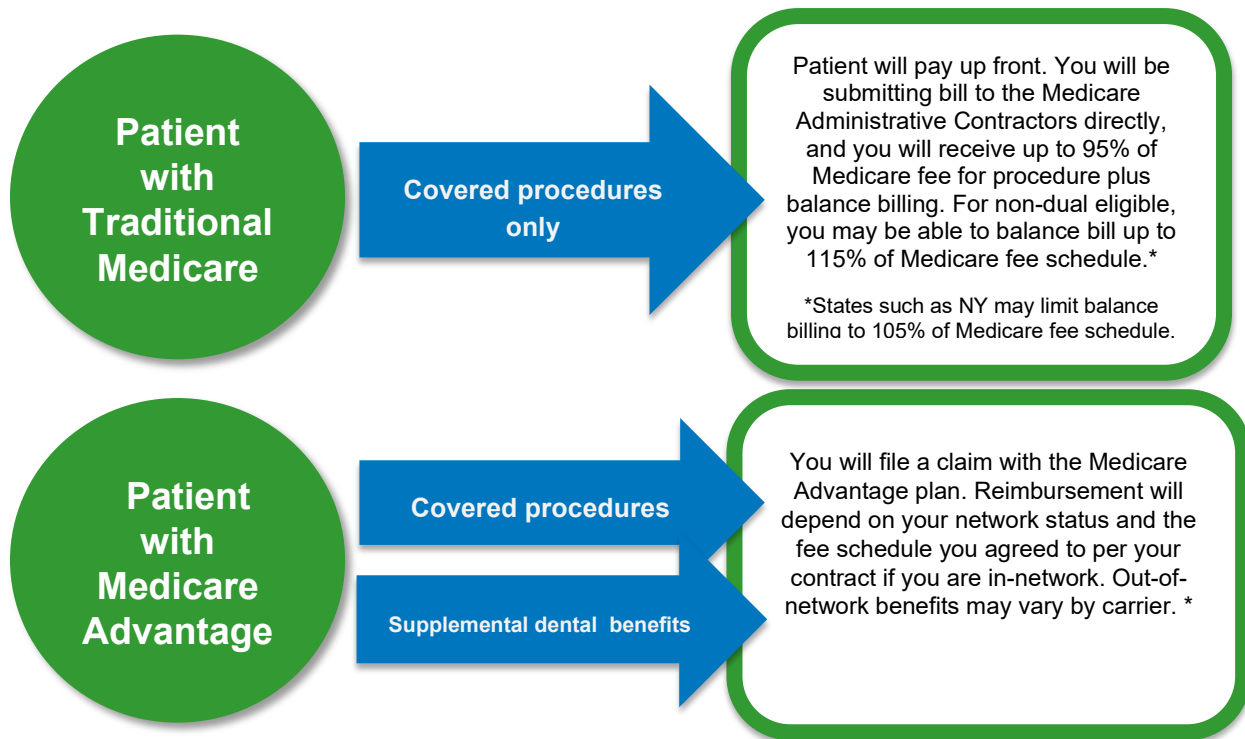 Patient
with
Traditional
Medicare
Covered procedures
only
Patient will pay up front. You will be
submitting bill to the Medicare
Administrative Contractors directly,
and you will receive up to 95% of
Medicare fee for procedure plus
balance billing. For non-dual eligible,
you may be able to balance bill up to
115% of Medicare fee schedule.*
*States such as NY may limit balance
billing to 105% of Medicare fee schedule.
Patient
with
Medicare
Advantage
Covered procedures
Supplemental dental benefits
You will file a claim with the Medicare
Advantage plan. Reimbursement will
depend on your network status and the
fee schedule you agreed to per your
contract if you are in-network. Out-of-
network benefits may vary by carrier. *